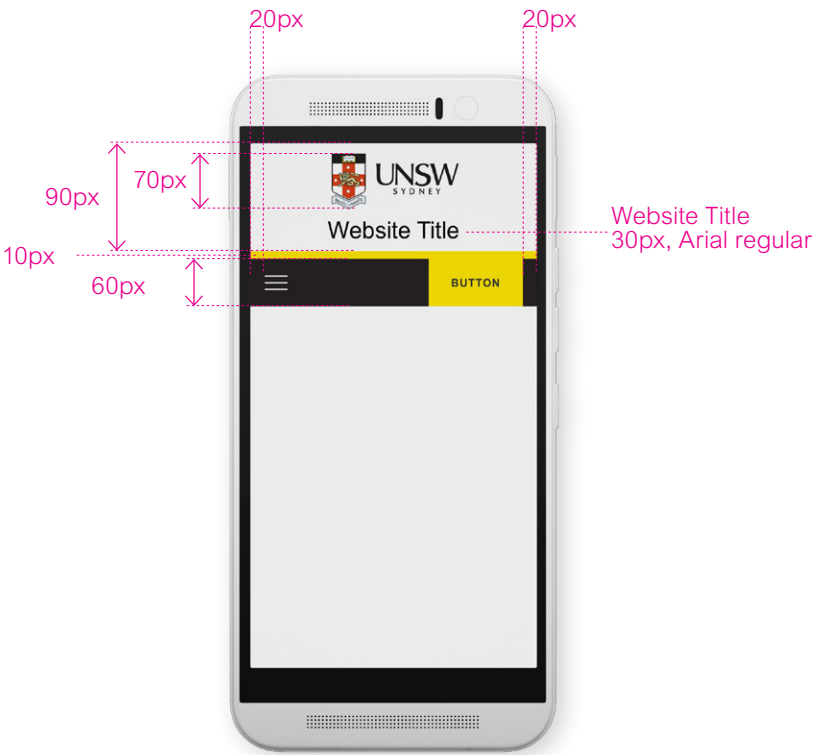 20px
20px
70px
90px
UNSW
SYDNEY
Website Title
Website Title
30px, Arial regular
10px
60px
BUTTON